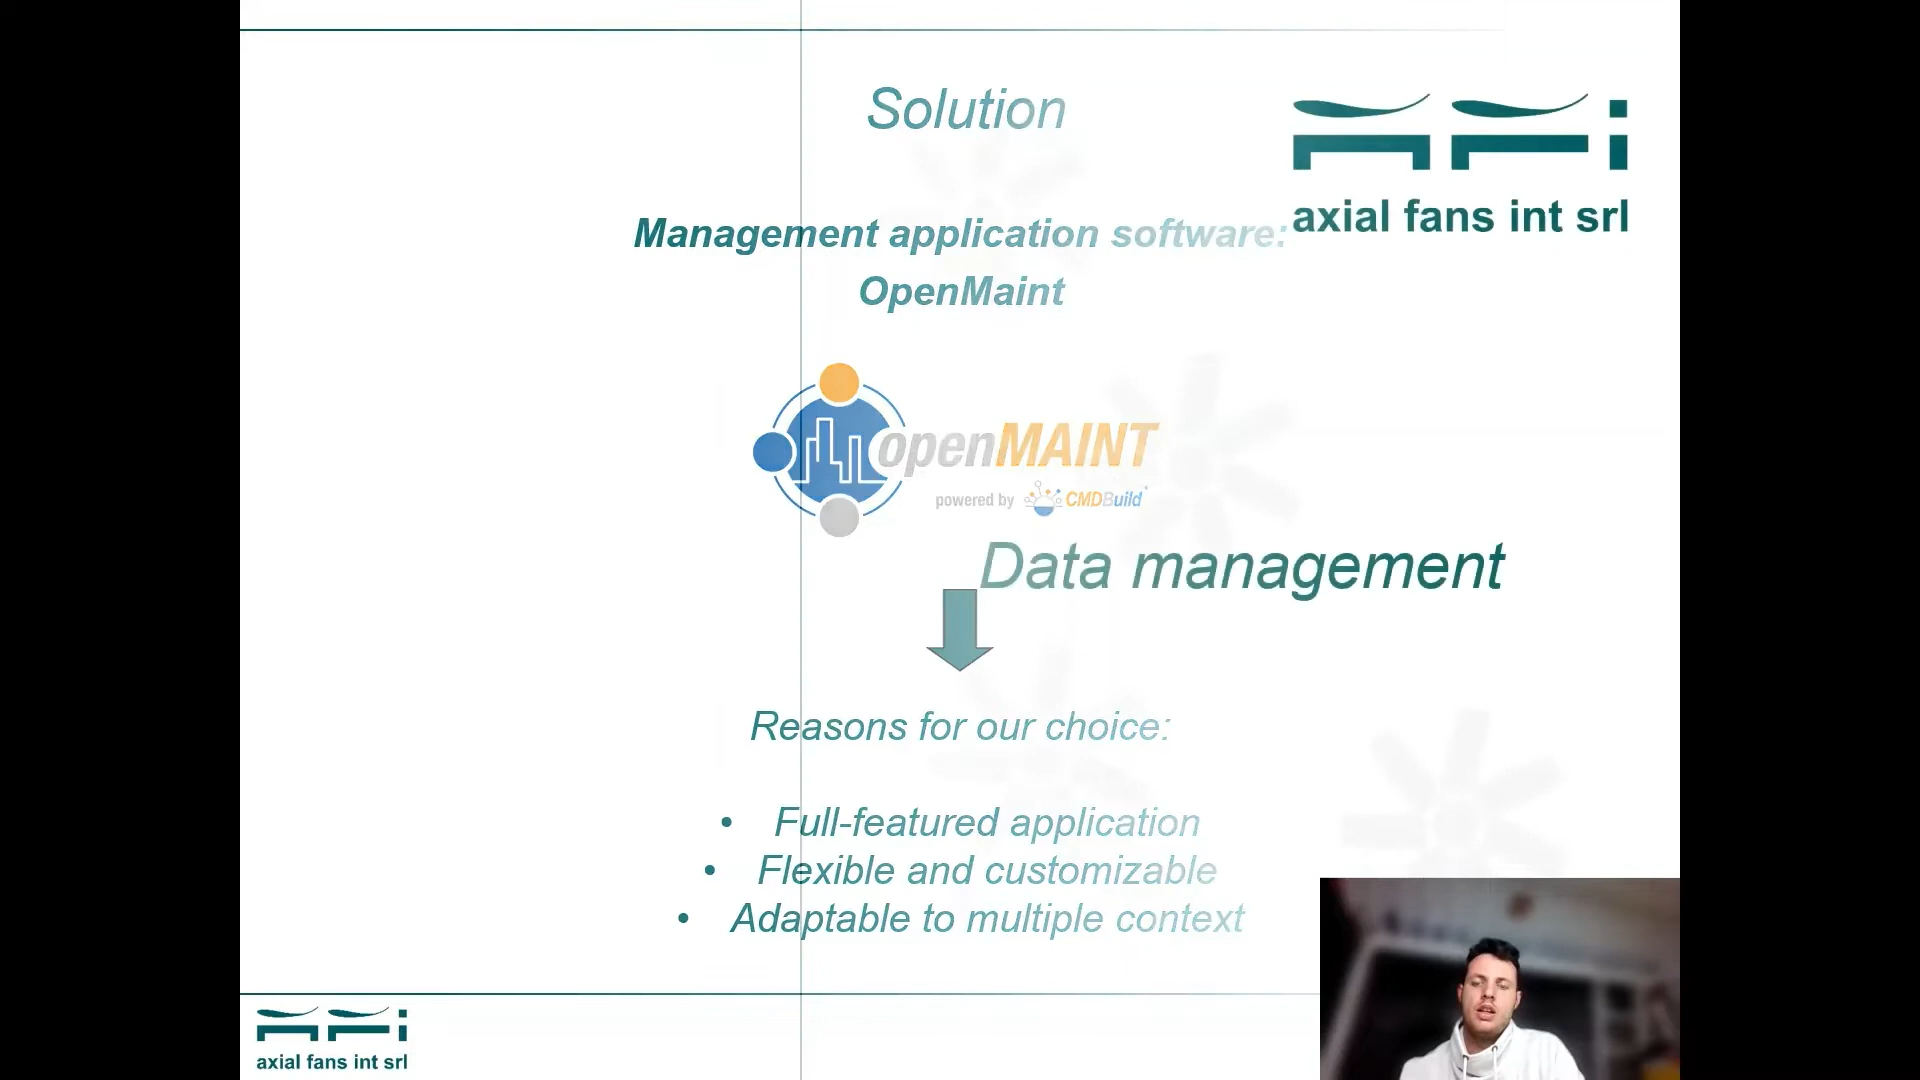 Solution
axial fans int srl
Management application software:
OpenMaint
openMAINT
powered by CMDBuild
Data management
Reasons for our choice:
• Full-featured application
• Flexible and customizable
• Adaptable to multiple context
axial fans int srl